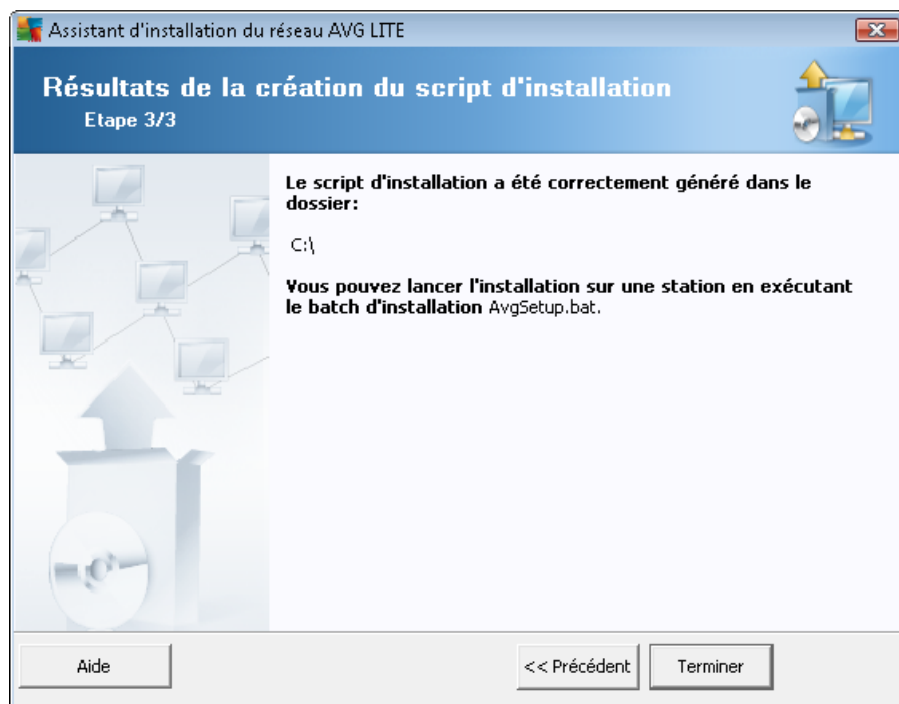 Assistant d'installation du réseau AVG LITE
Résultats de la création du script d'installation
Etape 3/3
Le script d'installation a été correctement généré dans le
dossier:
C:\
Vous pouvez lancer l'installation sur une station en exécutant
le batch d'installation AvgSetup.bat.
Aide
<< Précédent
Terminer